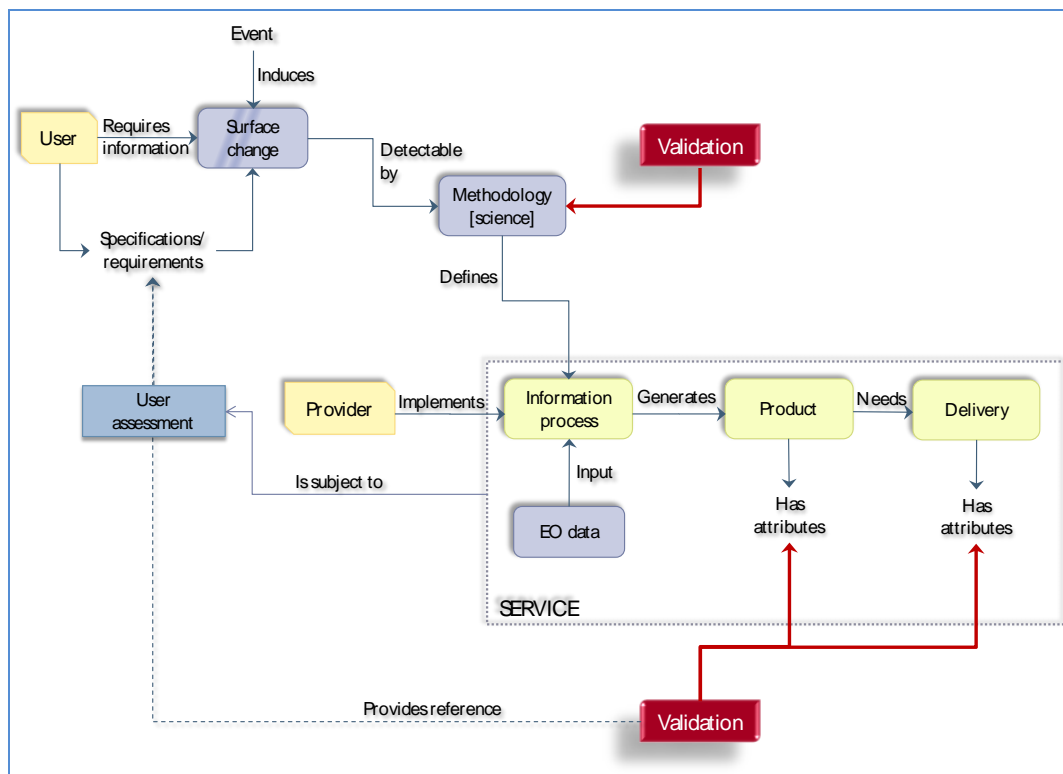 Event
Induces
User
Requires
information
Surface
change
Detectable
by
Validation
Methodology
[science]
Specifications/
requirements
Defines
User
assessment
Provider
Implements
Information
process
Generates
Product
Needs
Delivery
Is subject to
Input
EO data
Has
attributes
Has
attributes
SERVICE
Provides reference
Validation